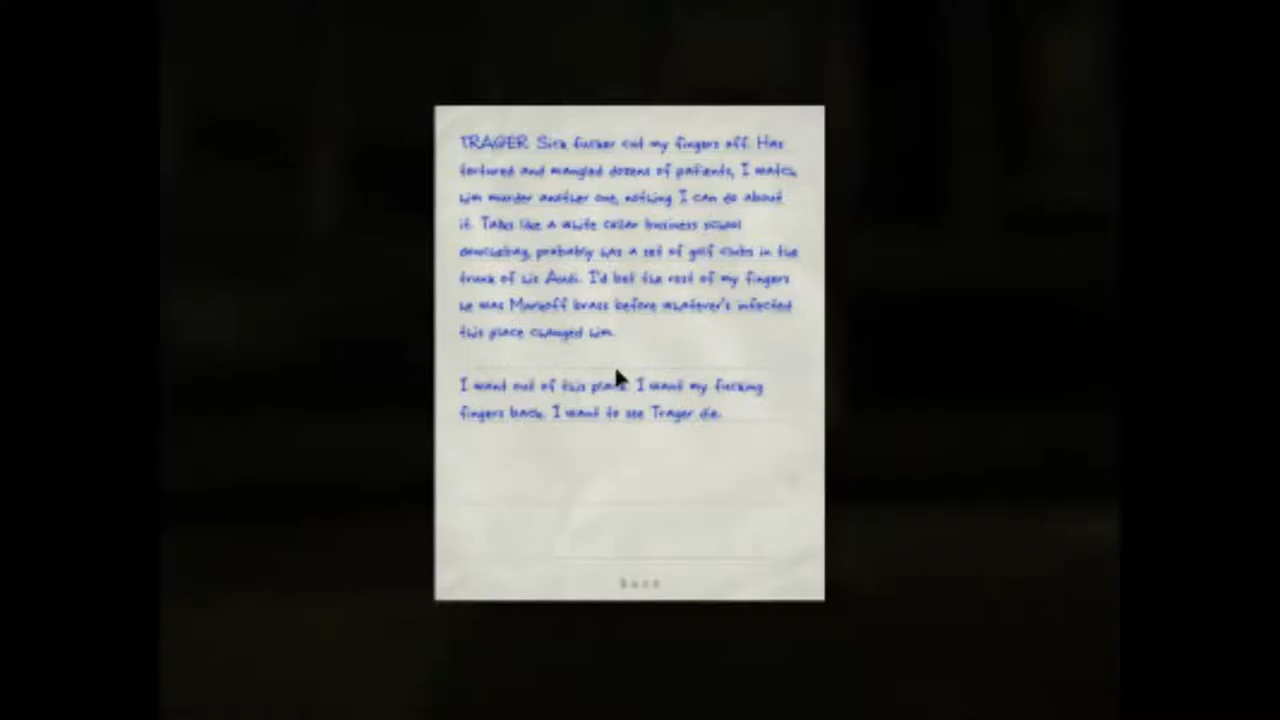 TRAGER Sick fucker cut my fingers off. Has
tortured and mangled dozens of patients, I watch
him murder another one, nothing I can do about
it. Talks like a white collar business school
douchebag, probably has a set of golf clubs in the
trunk of his Audi. I'd bet the rest of my fingers
he was Murkoff brass before whatever's infected
this place changed him.
I want out of this place. I want my fucking
fingers back. I want to see Trager die.
back